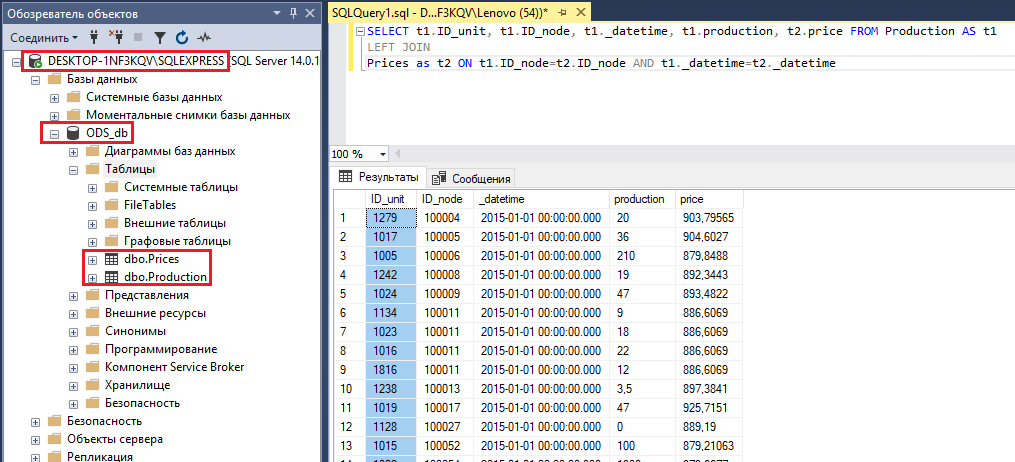 Обозреватель объектов
Соединить
DESKTOP-1NF3KQV\SQLEXPRESS (SQL Server 14.0.1
Базы данных
Системные базы данных
Моментальные снимки базы данных
ODS_db
Диаграммы баз данных
Таблицы
Системные таблицы
FileTables
Внешние таблицы
Графовые таблицы
dbo.Prices
dbo.Production
Представления
Внешние ресурсы
Синонимы
Программирование
Компонент Service Broker
Хранилище
Безопасность
Безопасность
Объекты сервера
Репликация
SQLQuery1.sql - D...F3KQV\Lenovo (54))*
SELECT t1.ID_unit, t1.ID_node, t1._datetime, t1.production, t2.price FROM Production AS t1
LEFT JOIN
Prices as t2 ON t1.ID_node=t2.ID_node AND t1._datetime=t2._datetime
100 %
Результаты Сообщения
ID_unit ID_node _datetime production price
1 1279 100004 2015-01-01 00:00:00.000 20 903,79565
2 1017 100005 2015-01-01 00:00:00.000 36 904,6027
3 1005 100006 2015-01-01 00:00:00.000 210 879,8488
4 1242 100008 2015-01-01 00:00:00.000 19 892,3443
5 1024 100009 2015-01-01 00:00:00.000 47 893,4822
6 1134 100011 2015-01-01 00:00:00.000 9 886,6069
7 1023 100011 2015-01-01 00:00:00.000 18 886,6069
8 1016 100011 2015-01-01 00:00:00.000 22 886,6069
9 1816 100011 2015-01-01 00:00:00.000 12 886,6069
10 1238 100013 2015-01-01 00:00:00.000 3,5 897,3841
11 1019 100017 2015-01-01 00:00:00.000 47 925,7151
12 1128 100027 2015-01-01 00:00:00.000 0 889,19
13 1015 100052 2015-01-01 00:00:00.000 100 879,21063